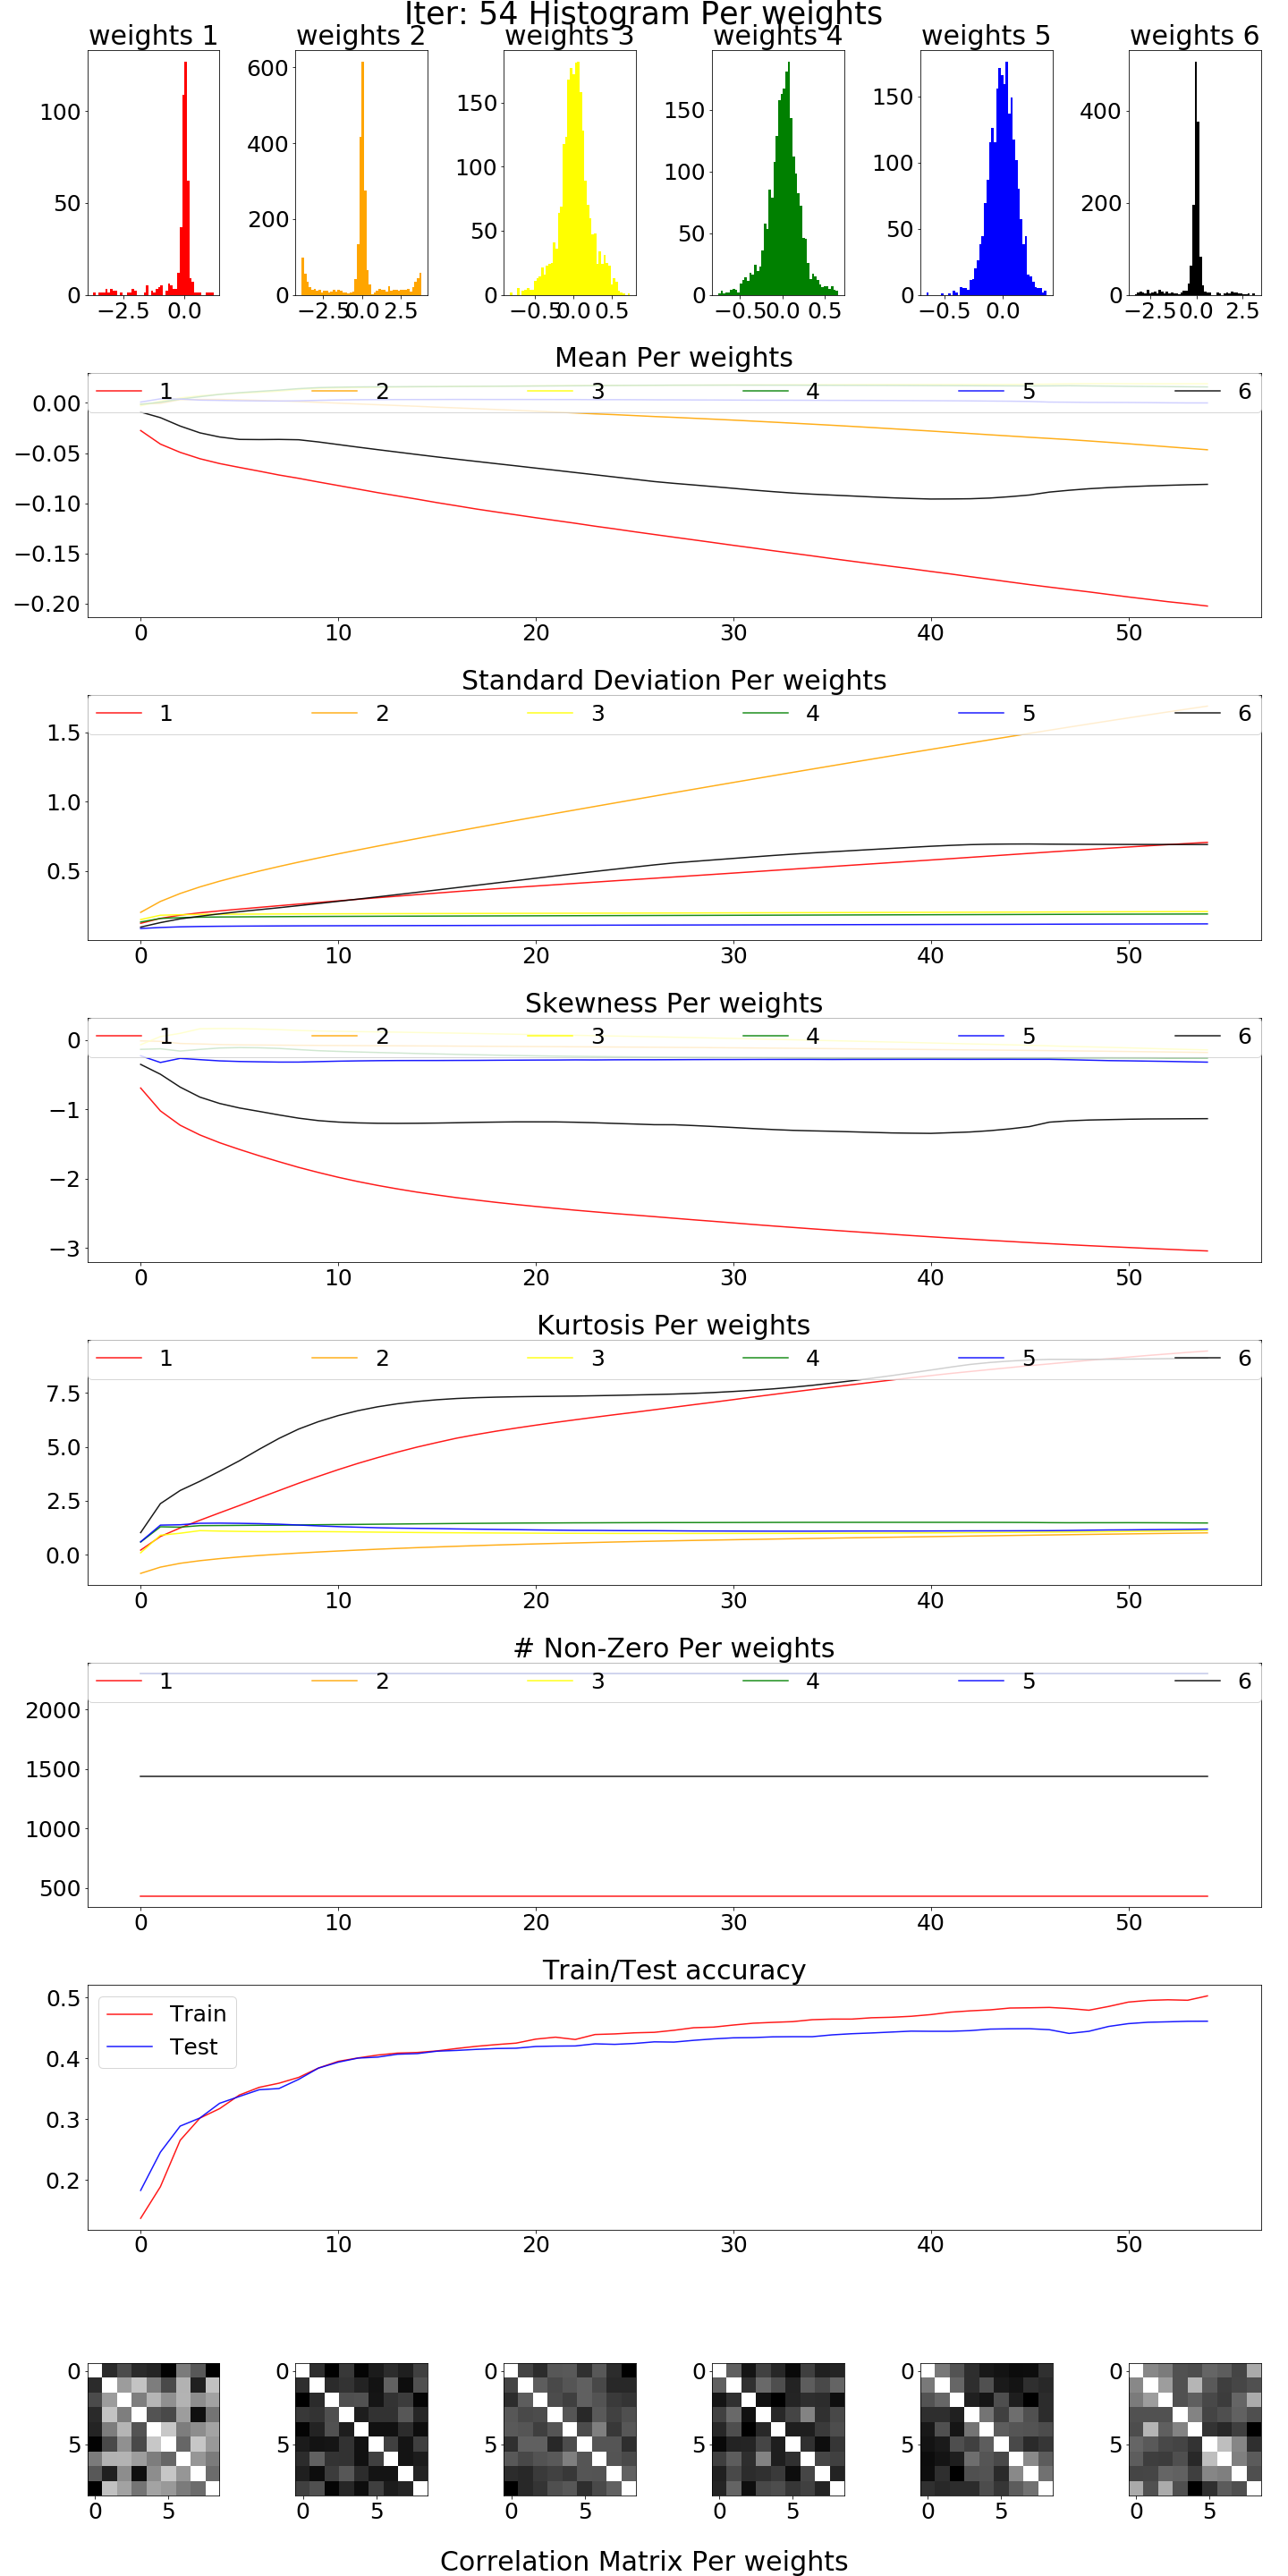 Iter: 54 Histogram Per weights
weights 1 weights 2 weights 3 weights 4 weights 5 weights 6
100
50
0
−2.5 0.0
600
400
200
0
−2.5 0.0 2.5
150
100
50
0
−0.5 0.0 0.5
150
100
50
0
−0.5 0.0 0.5
150
100
50
0
−0.5 0.0
400
200
0
−2.5 0.0 2.5
Mean Per weights
1 2 3 4 5 6
0.00
−0.05
−0.10
−0.15
−0.20
0 10 20 30 40 50
Standard Deviation Per weights
1 2 3 4 5 6
1.5
1.0
0.5
0 10 20 30 40 50
Skewness Per weights
1 2 3 4 5 6
0
−1
−2
−3
0 10 20 30 40 50
Kurtosis Per weights
1 2 3 4 5 6
7.5
5.0
2.5
0.0
0 10 20 30 40 50
# Non-Zero Per weights
1 2 3 4 5 6
2000
1500
1000
500
0 10 20 30 40 50
Train/Test accuracy
Train
Test
0.5
0.4
0.3
0.2
0 10 20 30 40 50
0 0 0 0 0 0
5 5 5 5 5 5
0 5 0 5 0 5 0 5 0 5 0 5
Correlation Matrix Per weights